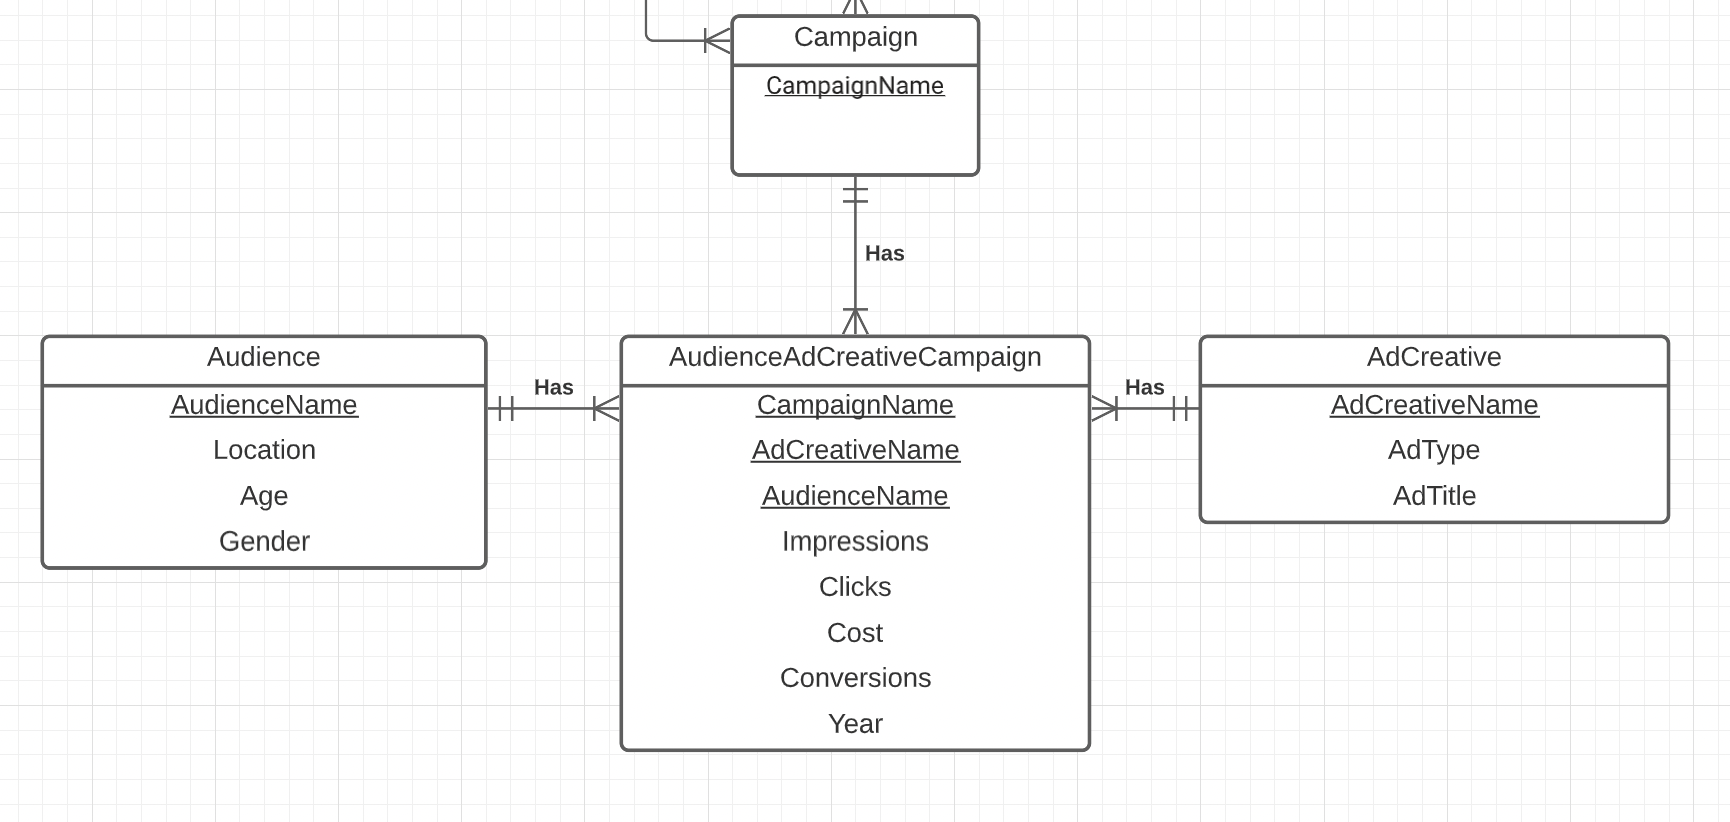 Campaign
CampaignName
Has
Audience
AudienceName
Location
Age
Gender
Has
AudienceAdCreativeCampaign
CampaignName
AdCreativeName
AudienceName
Impressions
Clicks
Cost
Conversions
Year
Has
AdCreative
AdCreativeName
AdType
AdTitle